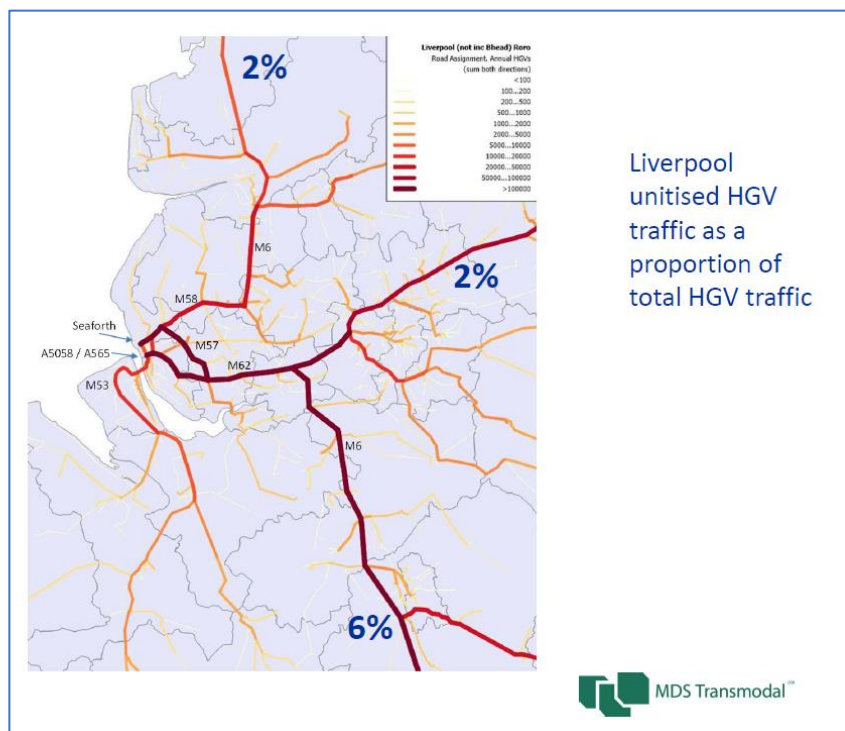 2%
Liverpool (not inc Bhead) Roro
Road Assignment. Annual HGVs
(sum both directions)
<100
100...200
200...500
500...1000
1000...2000
2000...5000
5000...10000
10000...20000
20000...50000
50000...100000
>100000
Liverpool
unitised HGV
traffic as a
proportion of
total HGV traffic
M6
2%
M58
Seaforth
A5058 / A565
M57
M62
M53
M6
6%
MDS Transmodal